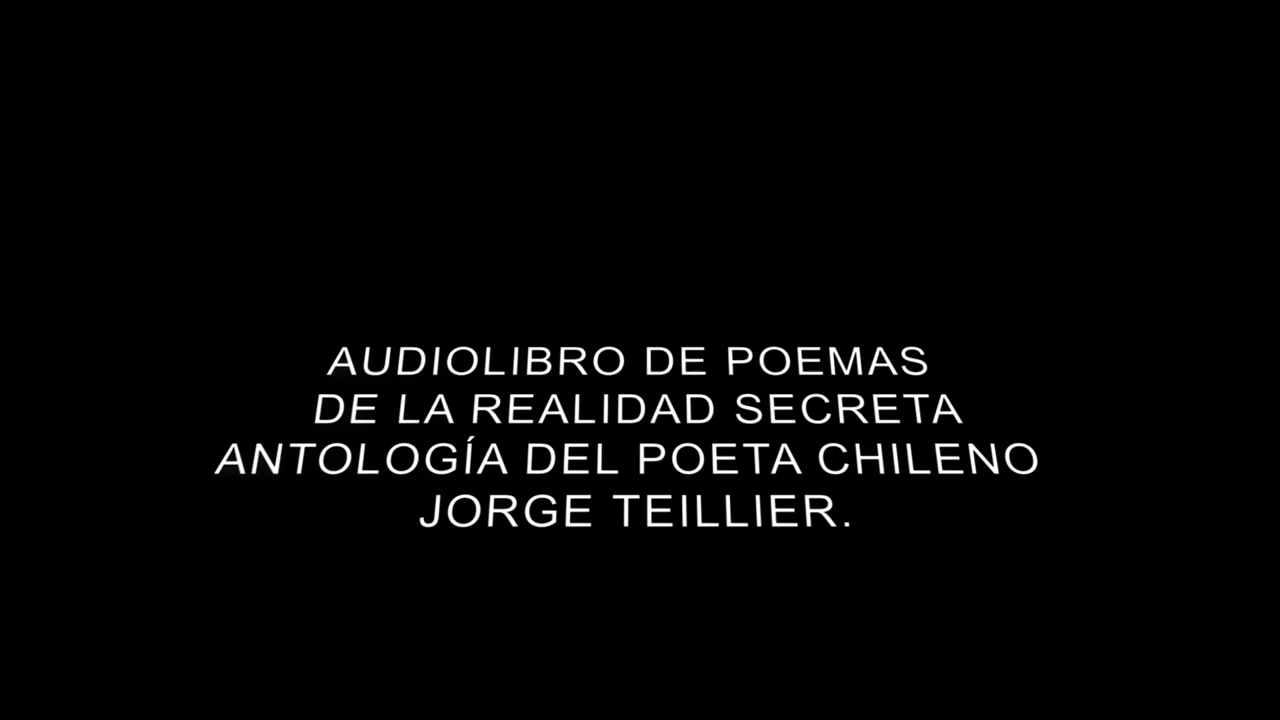 AUDIOLIBRO DE POEMAS
DE LA REALIDAD SECRETA
ANTOLOGÍA DEL POETA CHILENO
JORGE TEILLIER.